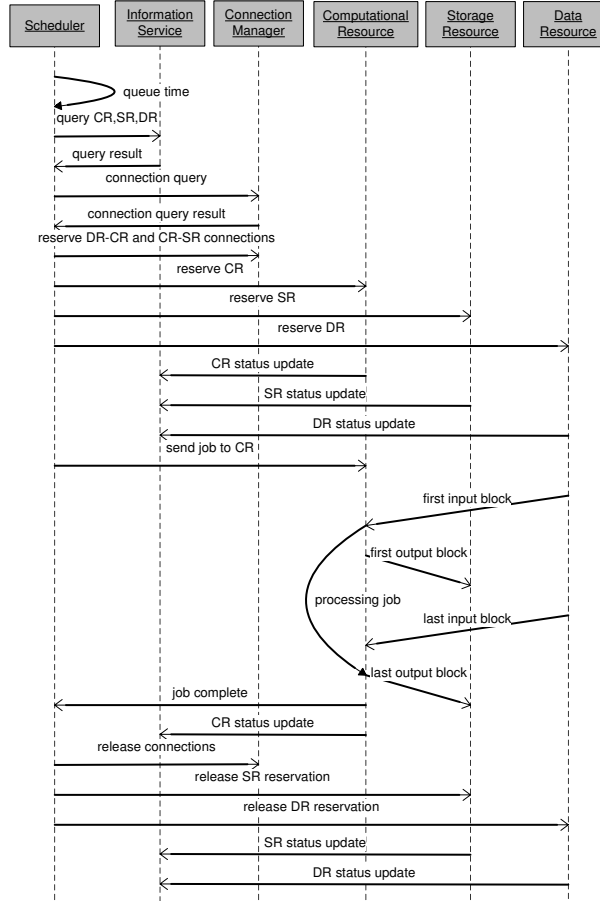 Scheduler
Information
Service
Connection
Manager
Computational
Resource
Storage
Resource
Data
Resource
queue time
query CR,SR,DR
query result
connection query
connection query result
reserve DR-CR and CR-SR connections
reserve CR
reserve SR
reserve DR
CR status update
SR status update
DR status update
send job to CR
first input block
first output block
processing job
last input block
last output block
job complete
CR status update
release connections
release SR reservation
release DR reservation
SR status update
DR status update